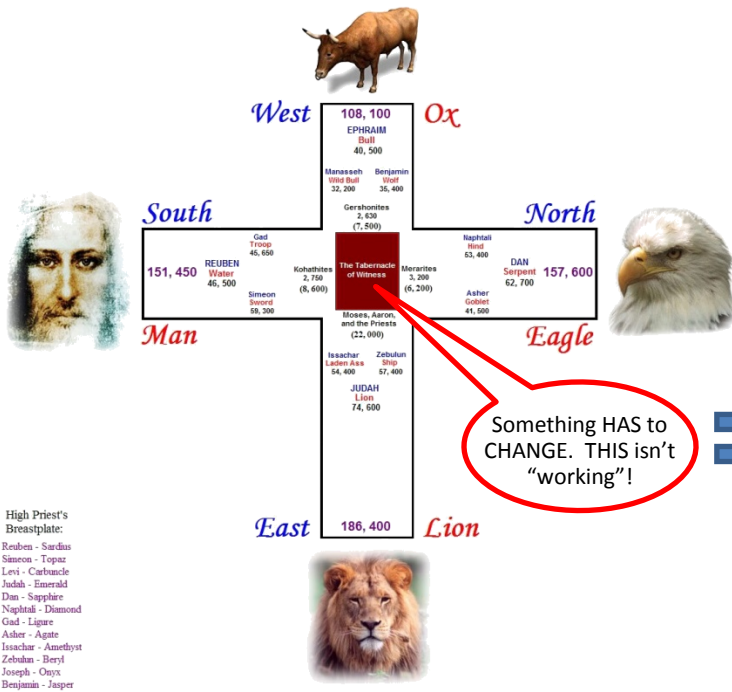 West
108, 100
Ox
EPHRAIM
Bull
40, 500
Manasseh
Wild Bull
32, 200
Benjamin
Wolf
35, 400
Gershonites
2, 630
(7, 500)
South
Man
151, 450
REUBEN
Water
46, 500
Gad
Troop
45, 650
Simeon
Sword
59, 300
Kohathites
2, 750
(8, 600)
The Tabernacle
of Witness
Merarites
3, 200
(6, 200)
North
Eagle
Naphtali
Hind
53, 400
DAN
Serpent
62, 700
157, 600
Asher
Goblet
41, 500
Moses, Aaron,
and the Priests
(22, 000)
Issachar
Laden Ass
54, 400
Zebulun
Ship
57, 400
JUDAH
Lion
74, 600
East
186, 400
Lion
Something HAS to
CHANGE. THIS isn’t
“working”!
High Priest's
Breastplate:
Reuben - Sardius
Simeon - Topaz
Levi - Carbuncle
Judah - Emerald
Dan - Sapphire
Naphtali - Diamond
Gad - Ligure
Asher - Agate
Issachar - Amethyst
Zebulun - Beryl
Joseph - Onyx
Benjamin - Jasper